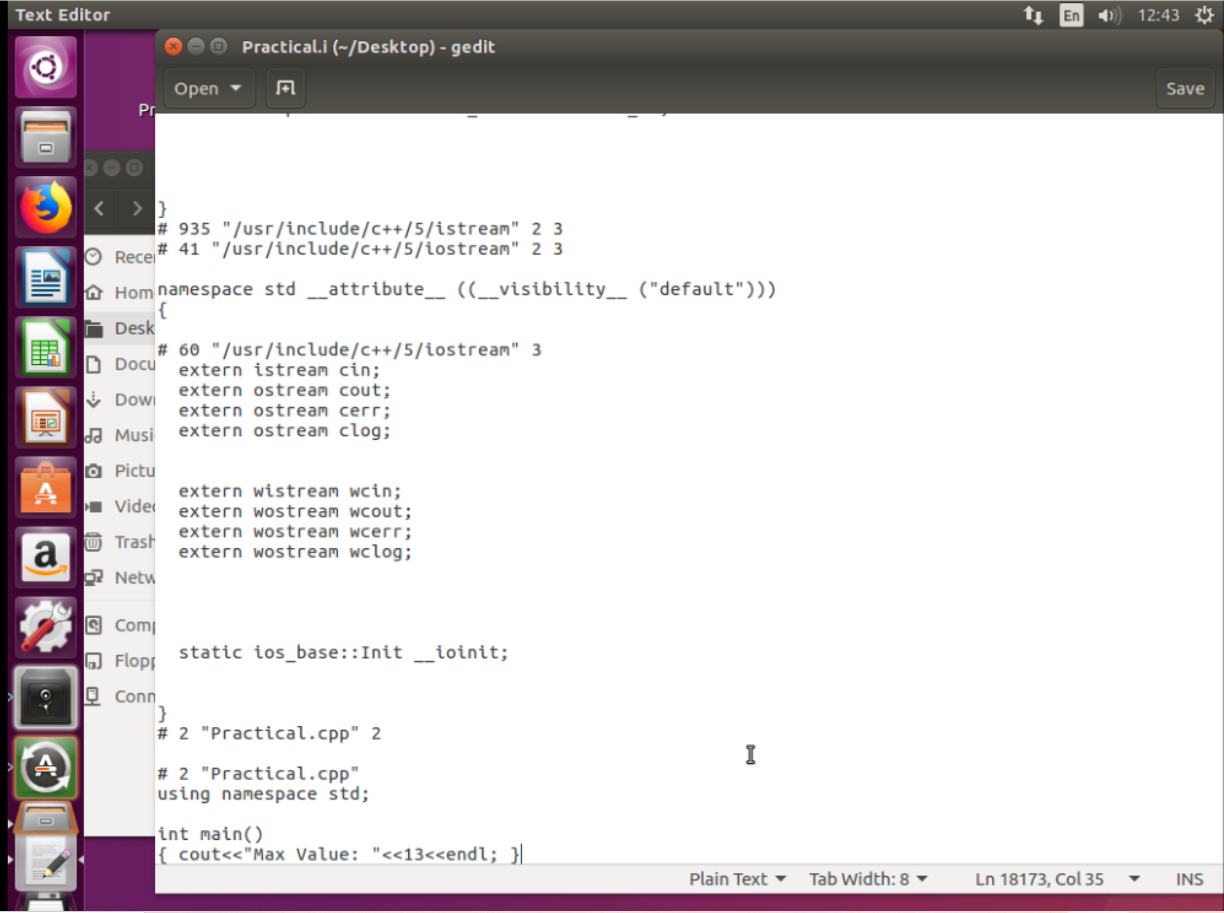 Text Editor
En
12:43
Practical.i (~/Desktop) - gedit
Open
Save
Pr
}
# 935 "/usr/include/c++/5/istream" 2 3
# 41 "/usr/include/c++/5/iostream" 2 3
namespace std __attribute__ ((__visibility__ ("default")))
{
# 60 "/usr/include/c++/5/iostream" 3
extern istream cin;
extern ostream cout;
extern ostream cerr;
extern ostream clog;
extern wistream wcin;
extern wostream wcout;
extern wostream wcerr;
extern wostream wclog;
static ios_base::Init __ioinit;
}
# 2 "Practical.cpp" 2
# 2 "Practical.cpp"
using namespace std;
int main()
{ cout<<"Max Value: "<<13<<endl; }
Rece
Hom
Desk
Docu
Dow
Musi
Pictu
Vide
Trash
Netw
Comp
Flopp
Conn
a
Plain Text
Tab Width: 8
Ln 18173, Col 35
INS